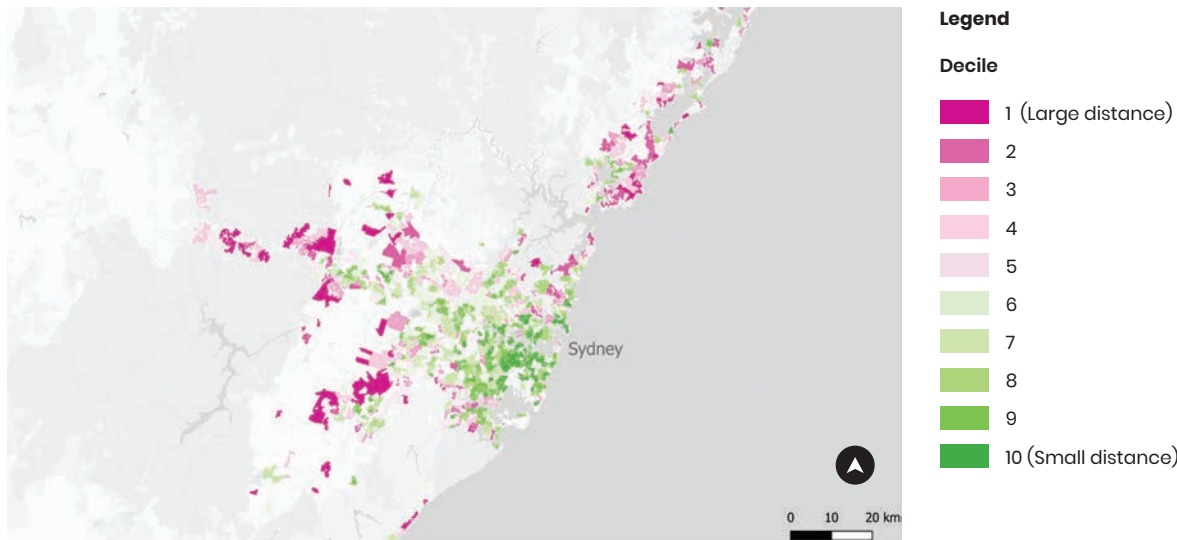 Legend
Decile
1 (Large distance)
2
3
4
5
6
7
8
9
10 (Small distance)
Sydney
0 10 20 km